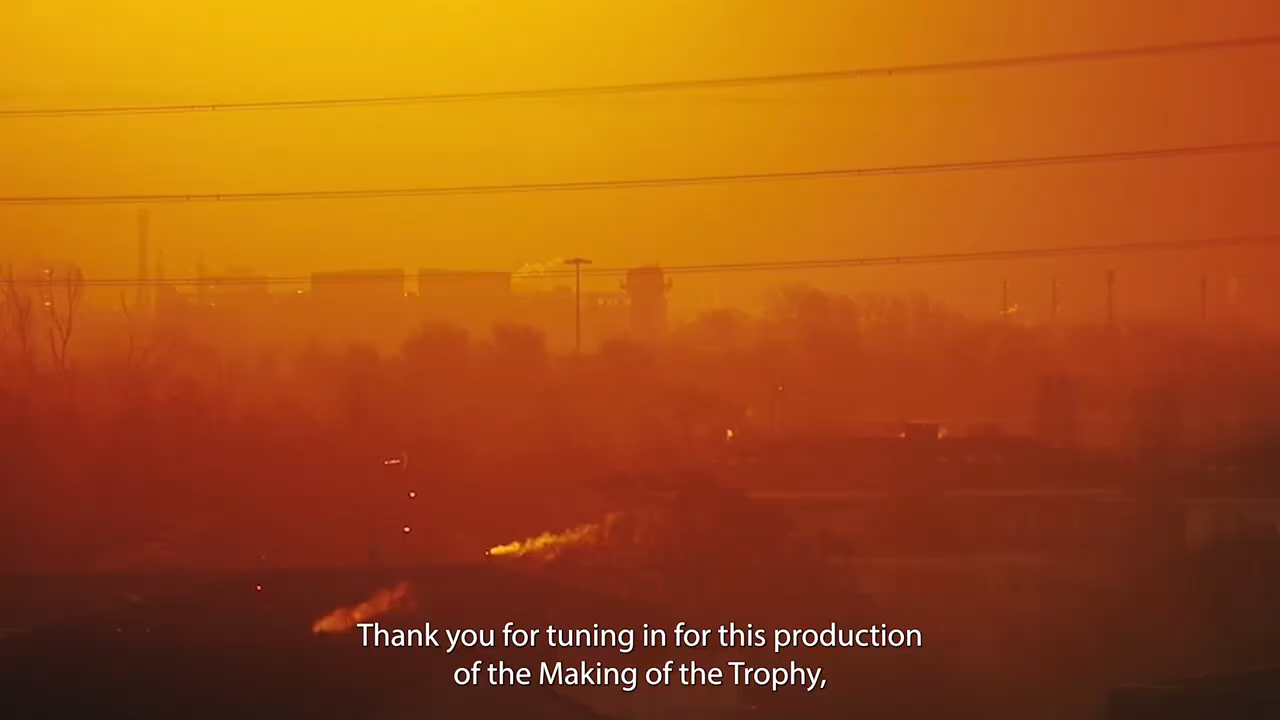 Thank you for tuning in for this production
of the Making of the Trophy,